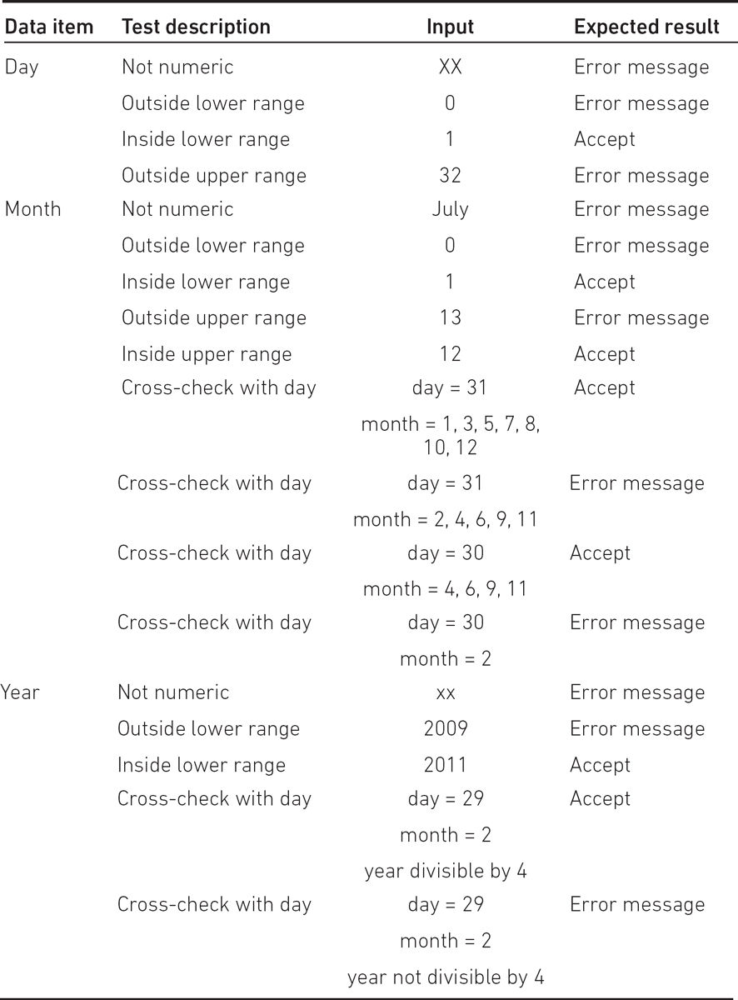 Data item Test description Input Expected result
Day Not numeric XX Error message
Outside lower range 0 Error message
Inside lower range 1 Accept
Outside upper range 32 Error message
Month Not numeric July Error message
Outside lower range 0 Error message
Inside lower range 1 Accept
Outside upper range 13 Error message
Inside upper range 12 Accept
Cross-check with day day = 31 Accept
month = 1, 3, 5, 7, 8,
10, 12
Cross-check with day day = 31 Error message
month = 2, 4, 6, 9, 11
Cross-check with day day = 30 Accept
month = 4, 6, 9, 11
Cross-check with day day = 30 Error message
month = 2
Year Not numeric xx Error message
Outside lower range 2009 Error message
Inside lower range 2011 Accept
Cross-check with day day = 29 Accept
month = 2
year divisible by 4
Cross-check with day day = 29 Error message
month = 2
year not divisible by 4